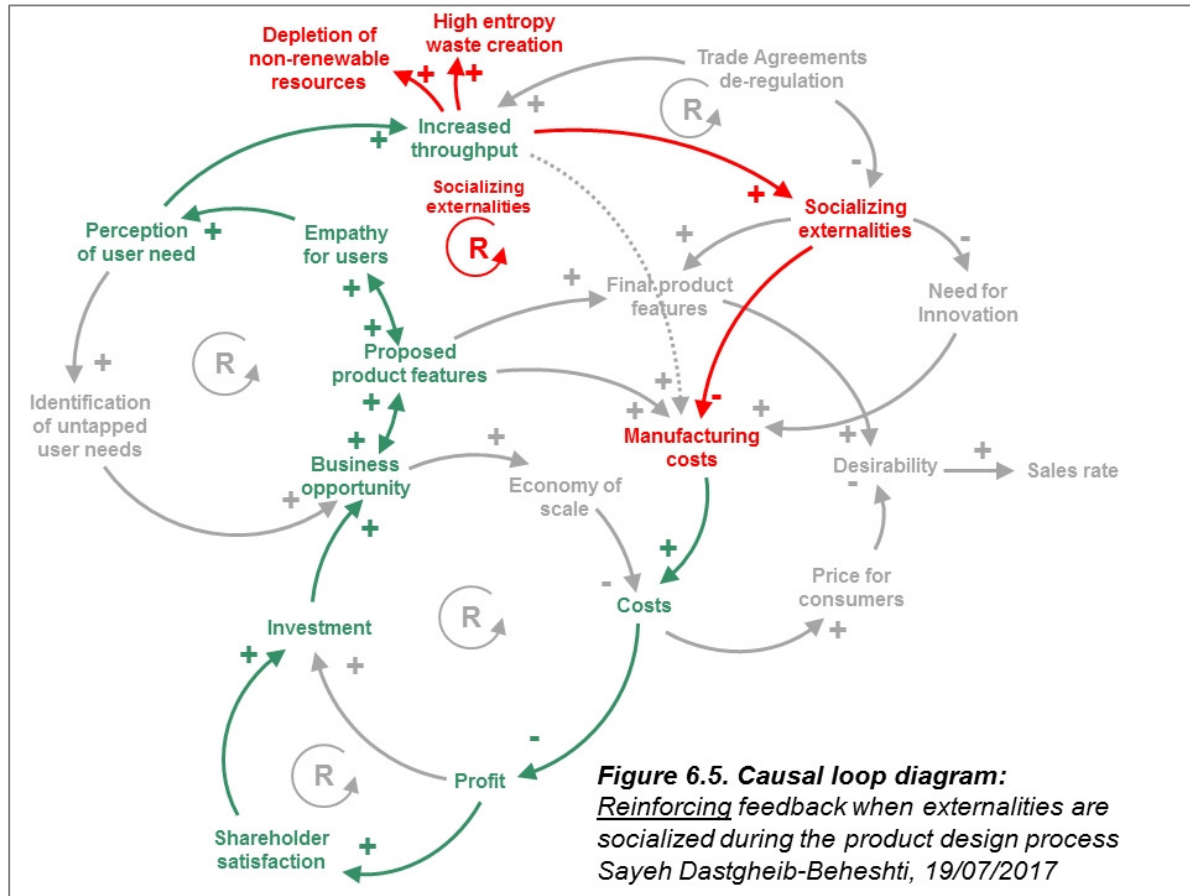 Depletion of
non-renewable
resources
High entropy
waste creation
Trade Agreements
de-regulation
+
+
+
R
Increased
throughput
+
-
Socializing
externalities
R
+
Socializing
externalities
Perception
of user need
+
Empathy
for users
+
-
+
Final product
features
+
Need for
Innovation
R
+
Proposed
product features
+
Identification
of untapped
user needs
+
+
+
+
-
+
Manufacturing
costs
+
Business
opportunity
+
+
+
Economy of
scale
+
Desirability
-
+
Sales rate
+
-
Costs
Price for
consumers
+
Investment
R
+
+
-
R
Profit
Shareholder
satisfaction
+
Figure 6.5. Causal loop diagram:
Reinforcing feedback when externalities are
socialized during the product design process
Sayeh Dastgheib-Beheshti, 19/07/2017